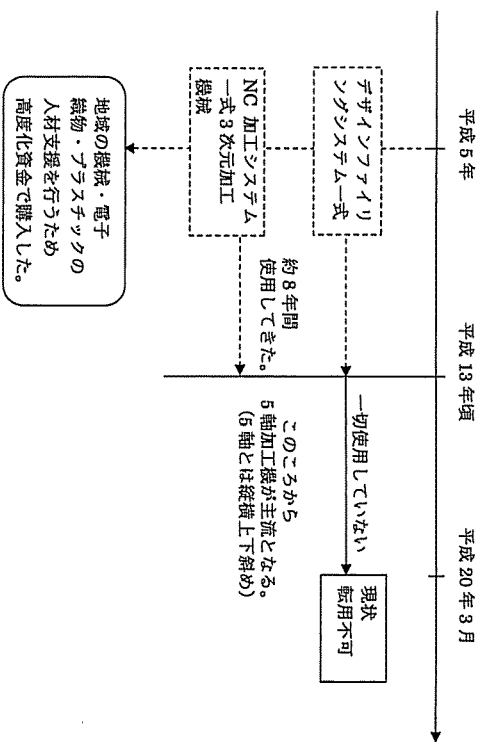 平成5年
平成13年頃
平成20年3月
デザインファイリ
ングシステム一式
NC 加工システム
一式3次元加工
機械
地域の機械・電子
織物・プラスチックの
人材支援を行うため
高度化資金で購入した。
約8年間
使用してきた。
一切使用していない
このころから
5軸加工機が主流となる。
(5軸とは縦横上下斜め)
現状
転用不可